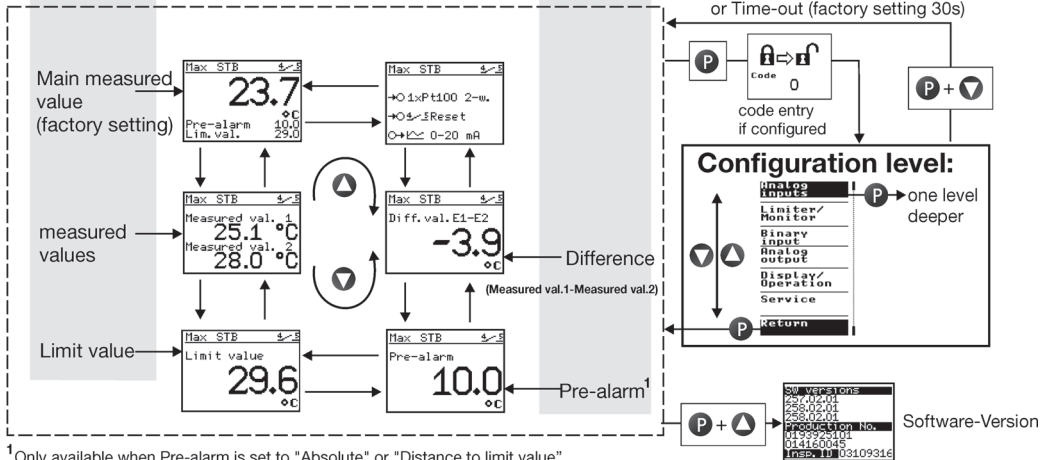 or Time-out (factory setting 30s)
Main measured
value
(factory setting)
Max STB
23.7
°C
Pre-alarm 10.0
Lim. val. 29.0
Max STB
1xPt100 2-w.
Reset
0-20 mA
P
Code
0
code entry
if configured
P + ▽
Configuration level:
Analog
inputs
Limiter/
Monitor
Binary
input
Analog
output
Display/
Operation
Service
Return
P
one level
deeper
P
measured
values
Max STB
Measured val. 1
25.1 °C
Measured val. 2
28.0 °C
Max STB
Diff. val. E1-E2
-3.9
°C
Difference
(Measured val.1-Measured val.2)
Limit value
Max STB
Limit value
29.6
°C
Max STB
Pre-alarm
10.0
°C
Pre-alarm1
P + △
SW versions
257.02.01
258.02.01
258.02.01
Production No.
0193925101
014160045
Insp. ID 03109316
Software-Version
1Only available when Pre-alarm is set to "Absolute" or "Distance to limit value"